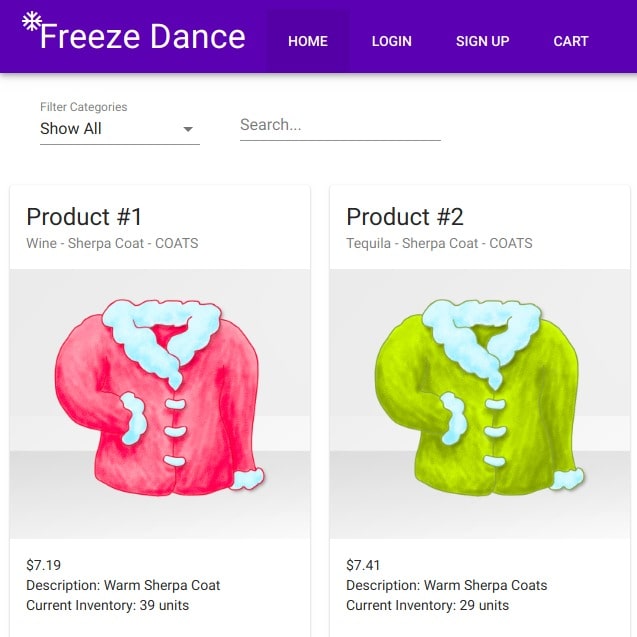 Freeze Dance
HOME
LOGIN
SIGN UP
CART
Filter Categories
Show All
Search...
Product #1
Wine - Sherpa Coat - COATS
Product #2
Tequila - Sherpa Coat - COATS
$7.19
Description: Warm Sherpa Coat
Current Inventory: 39 units
$7.41
Description: Warm Sherpa Coats
Current Inventory: 29 units